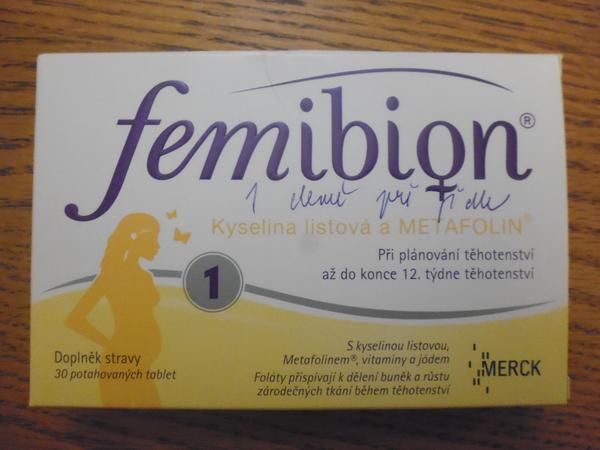 femibion®
1 denně při jídle
Kyselina listová a METAFOLIN®
Při plánování těhotenství
až do konce 12. týdne těhotenství
1
Doplněk stravy
30 potahovaných tablet
S kyselinou listovou,
Metafolinem®, vitamíny a jódem
Foláty přispívají k dělení buněk a růstu
zárodečných tkání během těhotenství
MERCK